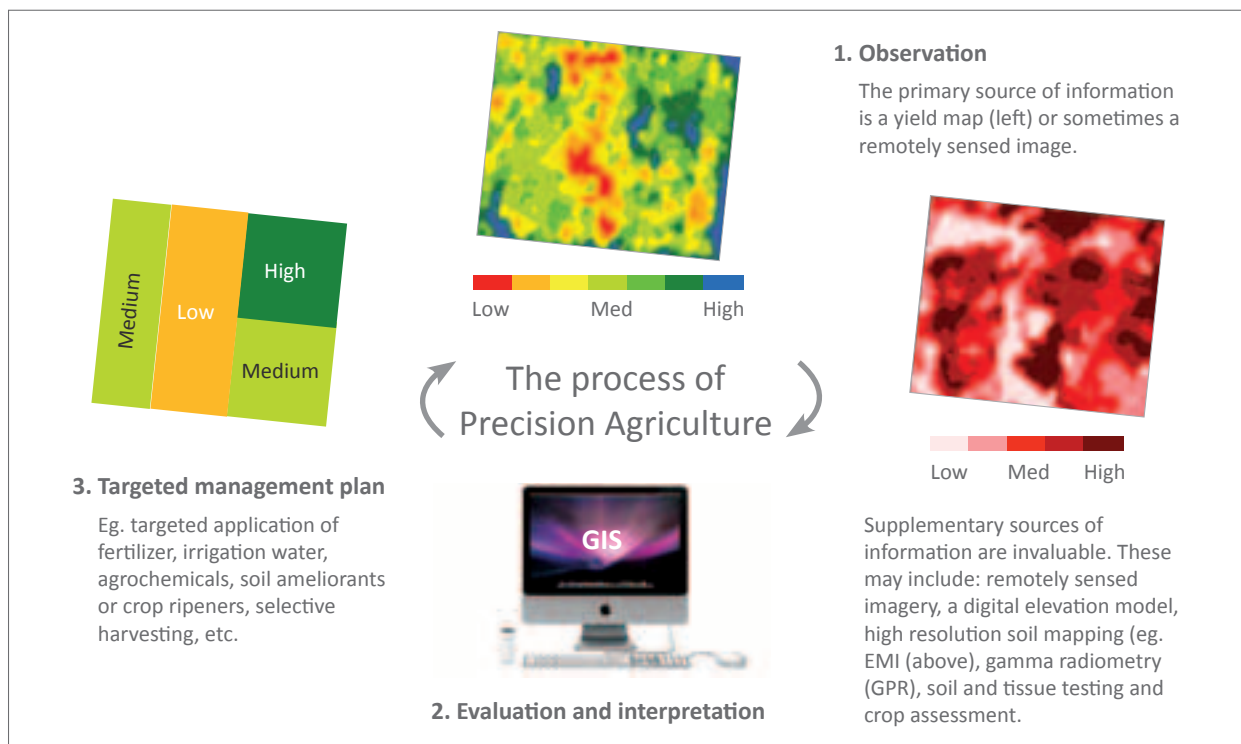 1. Observation
The primary source of information
is a yield map (left) or sometimes a
remotely sensed image.
Low Med High
Low Med High
Supplementary sources of
information are invaluable. These
may include: remotely sensed
imagery, a digital elevation model,
high resolution soil mapping (eg.
EMI (above), gamma radiometry
(GPR), soil and tissue testing and
crop assessment.
The process of
Precision Agriculture
GIS
2. Evaluation and interpretation
Medium
Low
High
Medium
3. Targeted management plan
Eg. targeted application of
fertilizer, irrigation water,
agrochemicals, soil ameliorants
or crop ripeners, selective
harvesting, etc.